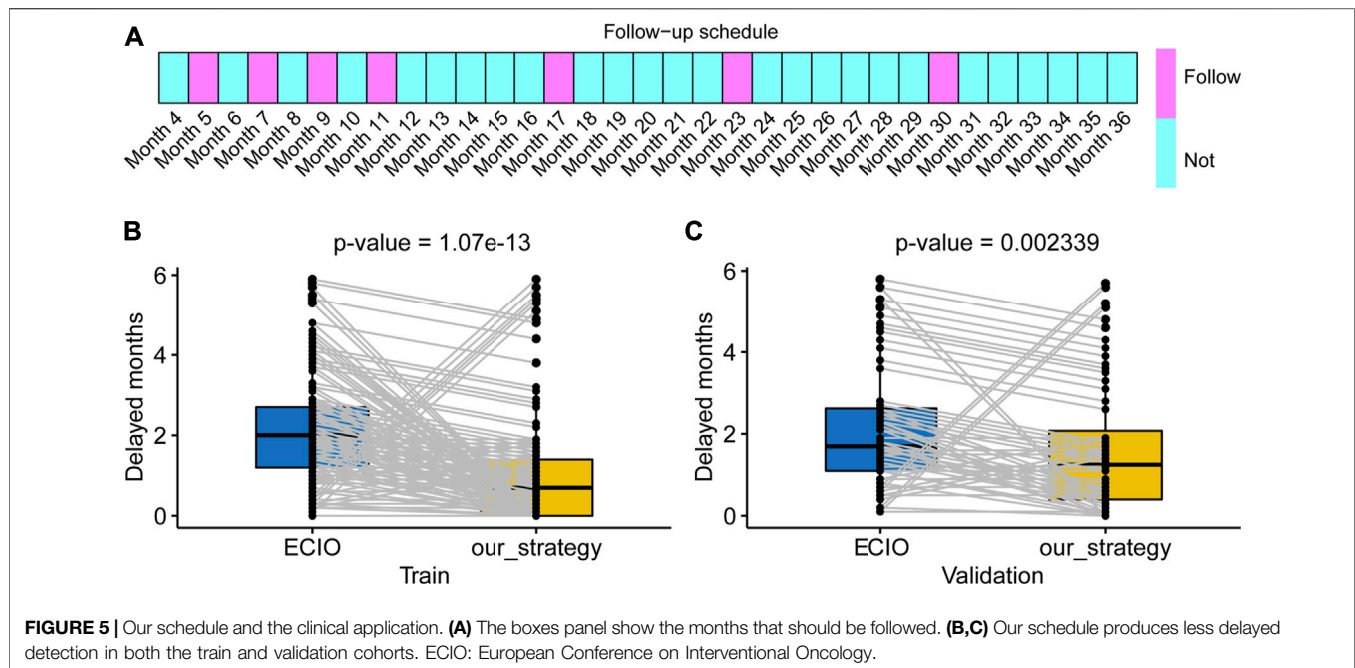 A
Follow-up schedule
Follow
Not
Month 4
Month 5
Month 6
Month 7
Month 8
Month 9
Month 10
Month 11
Month 12
Month 13
Month 14
Month 15
Month 16
Month 17
Month 18
Month 19
Month 20
Month 21
Month 22
Month 23
Month 24
Month 25
Month 26
Month 27
Month 28
Month 29
Month 30
Month 31
Month 32
Month 33
Month 34
Month 35
Month 36
B
p-value = 1.07e-13
Delayed months
6
4
2
0
ECIO
our_strategy
Train
C
p-value = 0.002339
Delayed months
6
4
2
0
ECIO
our_strategy
Validation
FIGURE 5 | Our schedule and the clinical application. (A) The boxes panel show the months that should be followed. (B,C) Our schedule produces less delayed
detection in both the train and validation cohorts. ECIO: European Conference on Interventional Oncology.